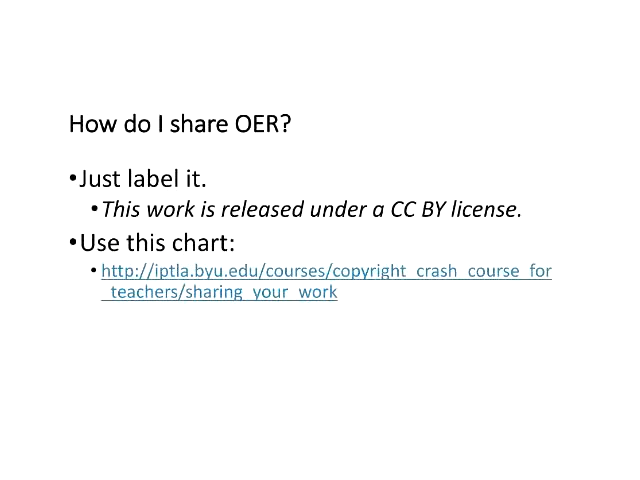 How do I share OER?
•Just label it.
•This work is released under a CC BY license.
•Use this chart:
•http://iptla.byu.edu/courses/copyright_crash_course_for
_teachers/sharing_your_work